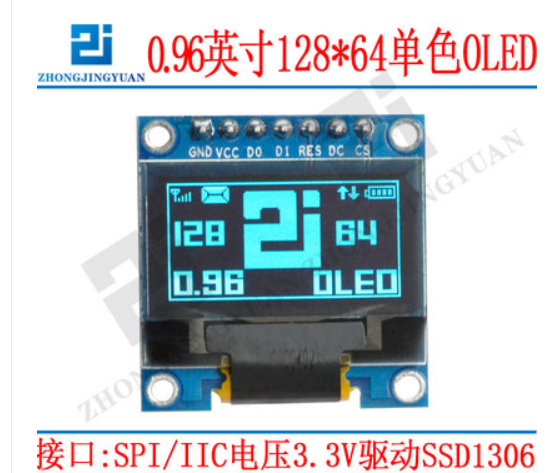 0.96英寸128*64单色OLED
ZHONGJINGYUAN
GND VCC D0 D1 RES DC CS
128 64
0.96 OLED
ZHONGJINGYUAN
接口:SPI/IIC电压3.3V驱动SSD1306